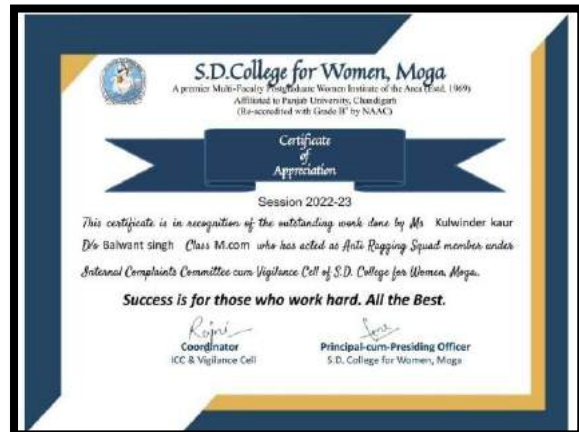 S.D.College for Women, Moga
A premier Multi-Faculty Postgraduate Women Institute of the Area (Estd. 1969)
Affiliated to Panjab University, Chandigarh
(Re-accredited with Grade B+ by NAAC)
Certificate
of
Appreciation
Session 2022-23
This certificate is in recognition of the outstanding work done by Ms Kulwinder kaur
D/o Balwant singh Class M.com who has acted as Anti Ragging Squad member under
Internal Complaints Committee cum Vigilance Cell of S.D. College for Women, Moga.
Success is for those who work hard. All the Best.
Rajni
Coordinator Principal-cum-Presiding Officer
ICC & Vigilance Cell S.D. College for Women, Moga